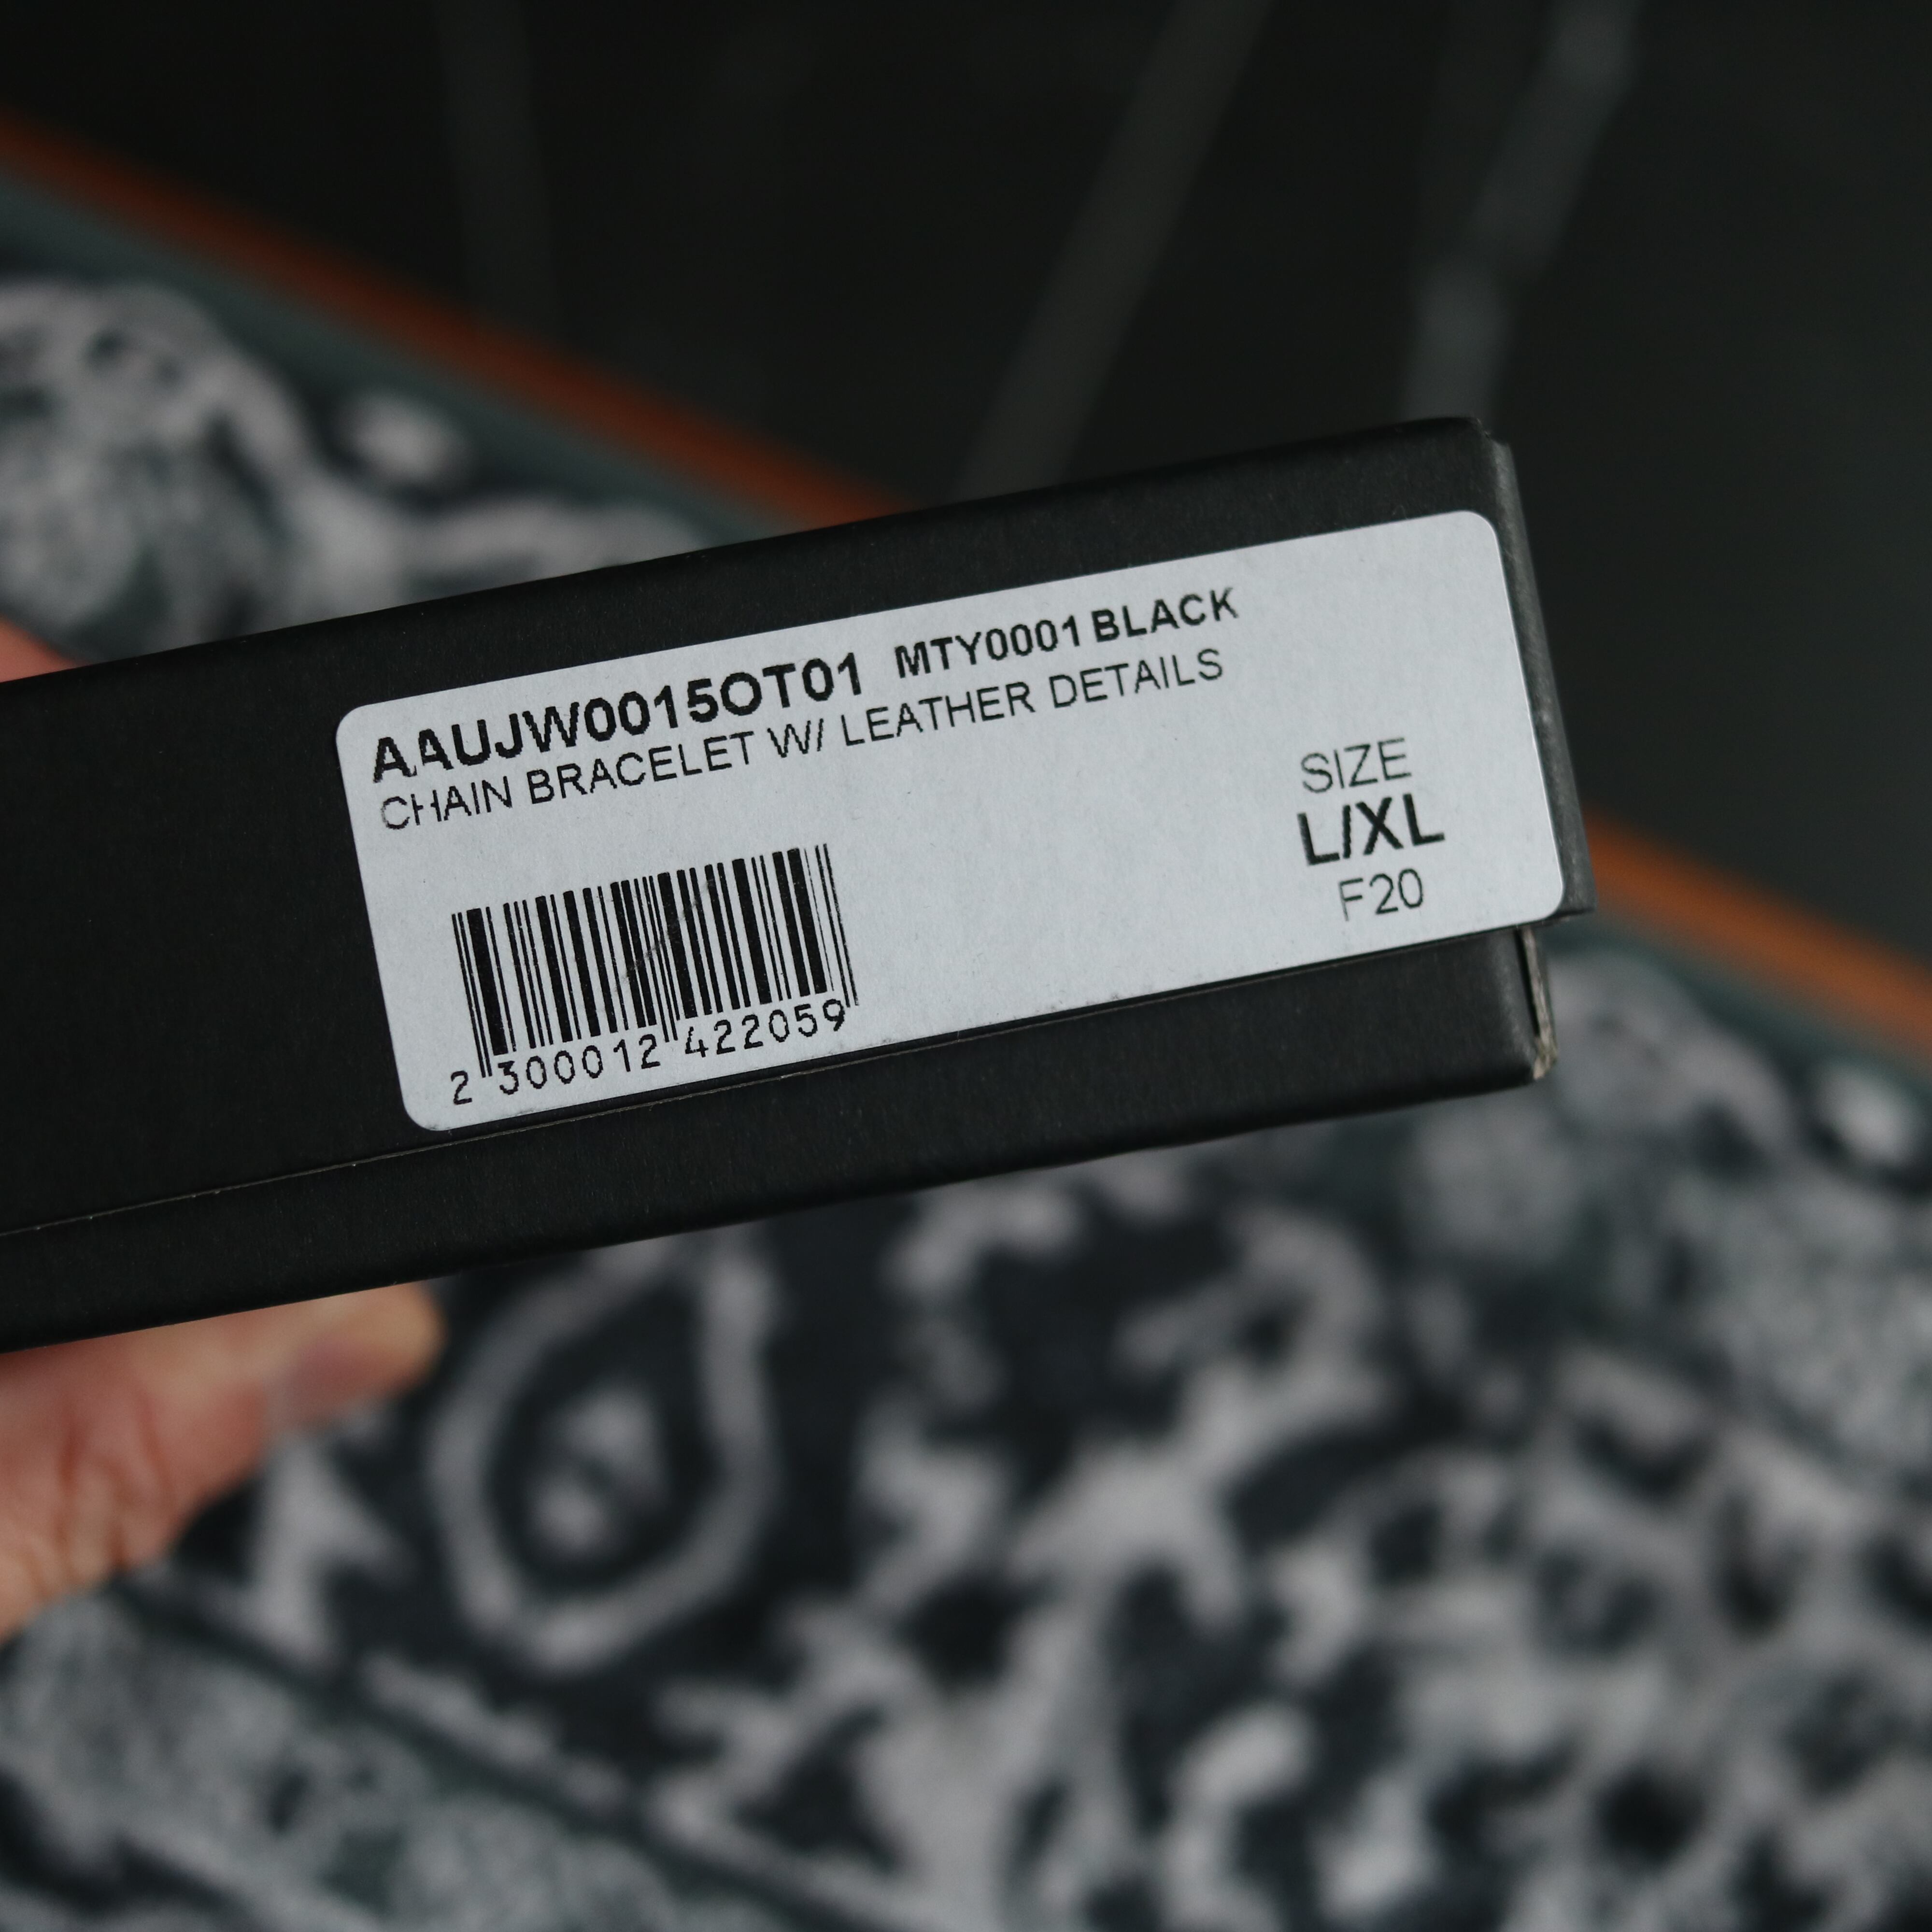 AAUJW0015OT01 MTY0001 BLACK
CHAIN BRACELET W/ LEATHER DETAILS
SIZE
L/XL
F20
2 300012 422059